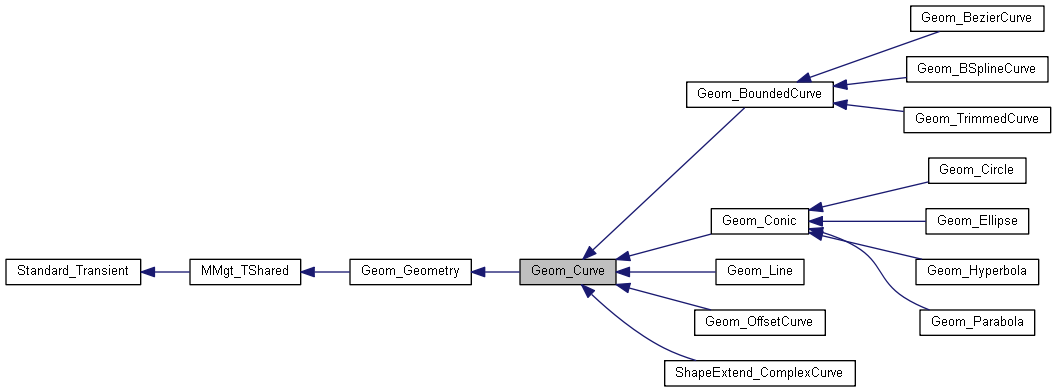 Geom_BezierCurve
Geom_BSplineCurve
Geom_BoundedCurve
Geom_TrimmedCurve
Geom_Circle
Geom_Conic
Geom_Ellipse
Standard_Transient
MMgt_TShared
Geom_Geometry
Geom_Curve
Geom_Line
Geom_Hyperbola
Geom_OffsetCurve
Geom_Parabola
ShapeExtend_ComplexCurve